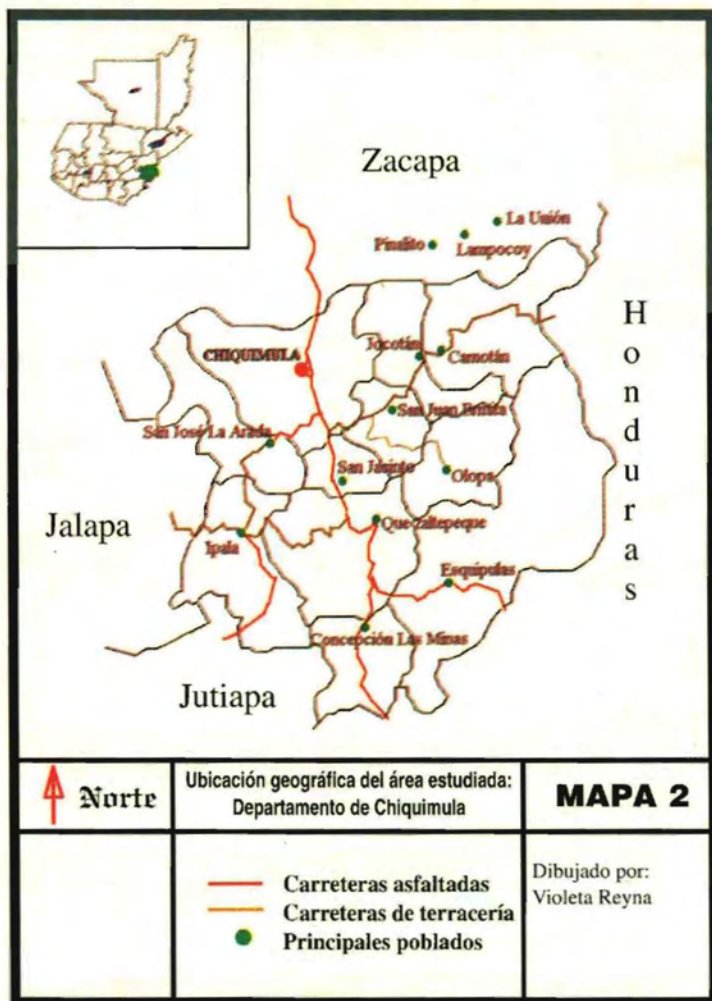 Zacapa
La Unión
Pinalito
Lampocoy
Honduras
Jocotán
Camotán
CHIQUIMULA
San Juan Ermita
San José La Arada
San Jacinto
Olopa
Jalapa
Quezaltepeque
Ipala
Esquipulas
Concepción Las Minas
Jutiapa
Norte
Ubicación geográfica del área estudiada:
Departamento de Chiquimula
MAPA 2
Carreteras asfaltadas
Carreteras de terracería
Principales poblados
Dibujado por:
Violeta Reyna